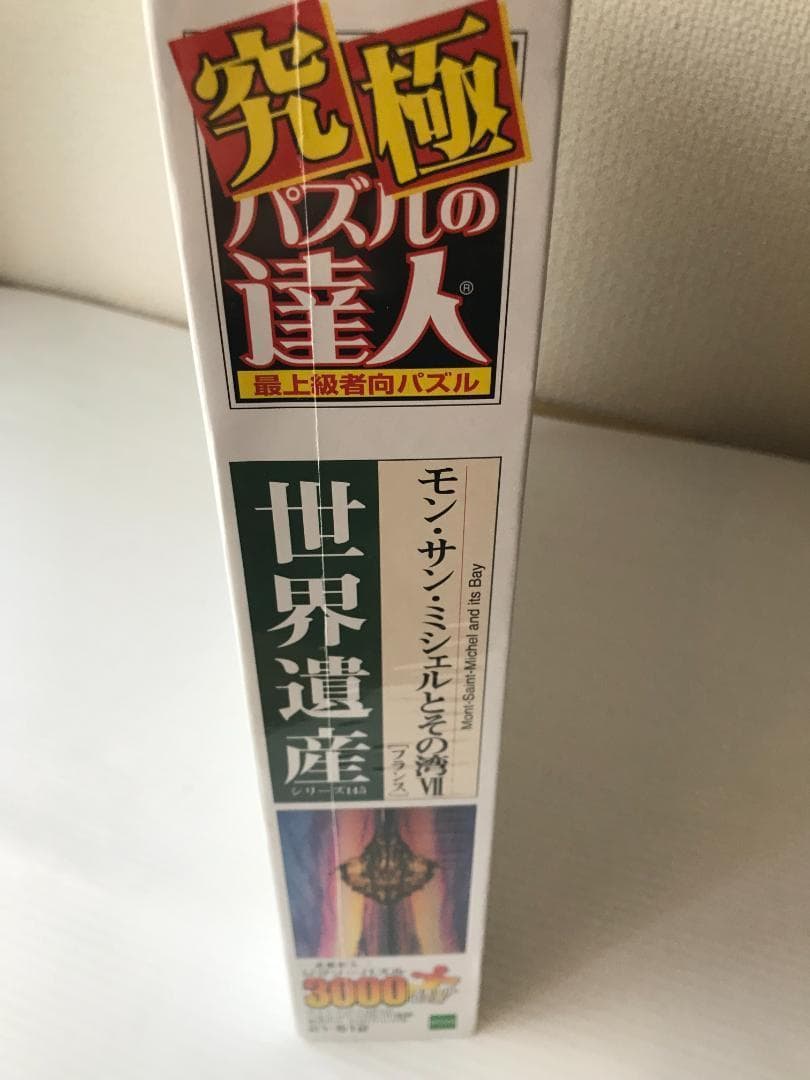 究極
パズルの
達人®
最上級者向パズル
世界遺産
シリーズ145
モン・サン・ミシェルとその湾Ⅶ
[フランス]
Mont-Saint-Michel and its Bay
3000
21-512